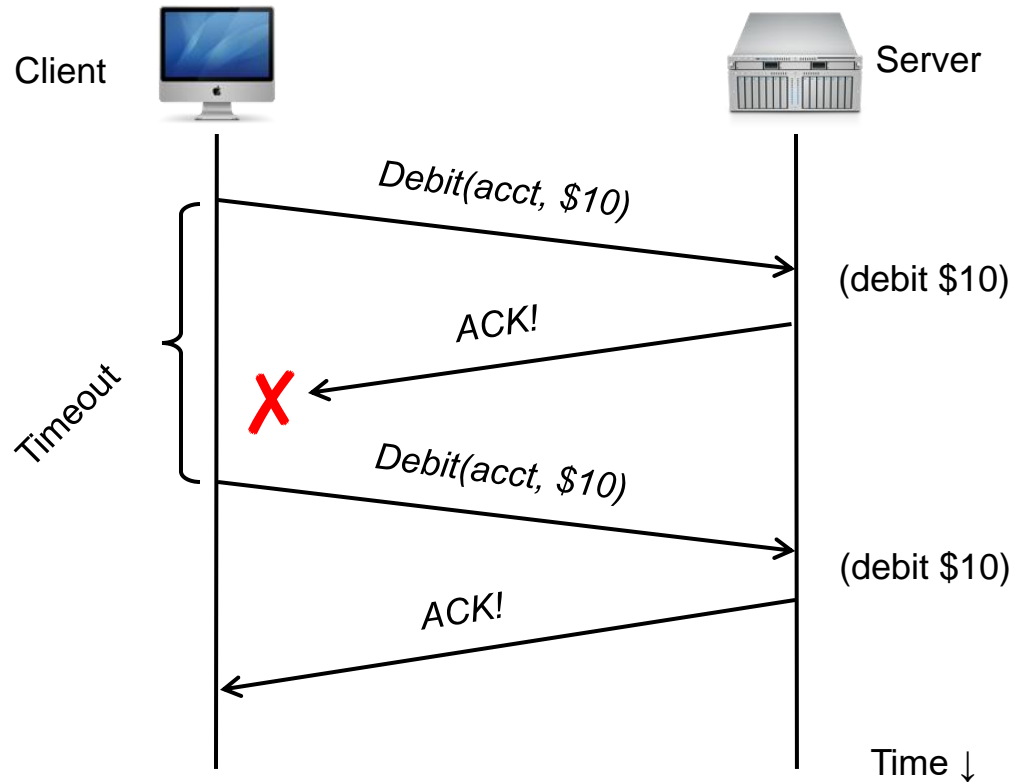 Client
Server
Debit(acct, $10)
(debit $10)
ACK!
Timeout
Debit(acct, $10)
(debit $10)
ACK!
Time ↓